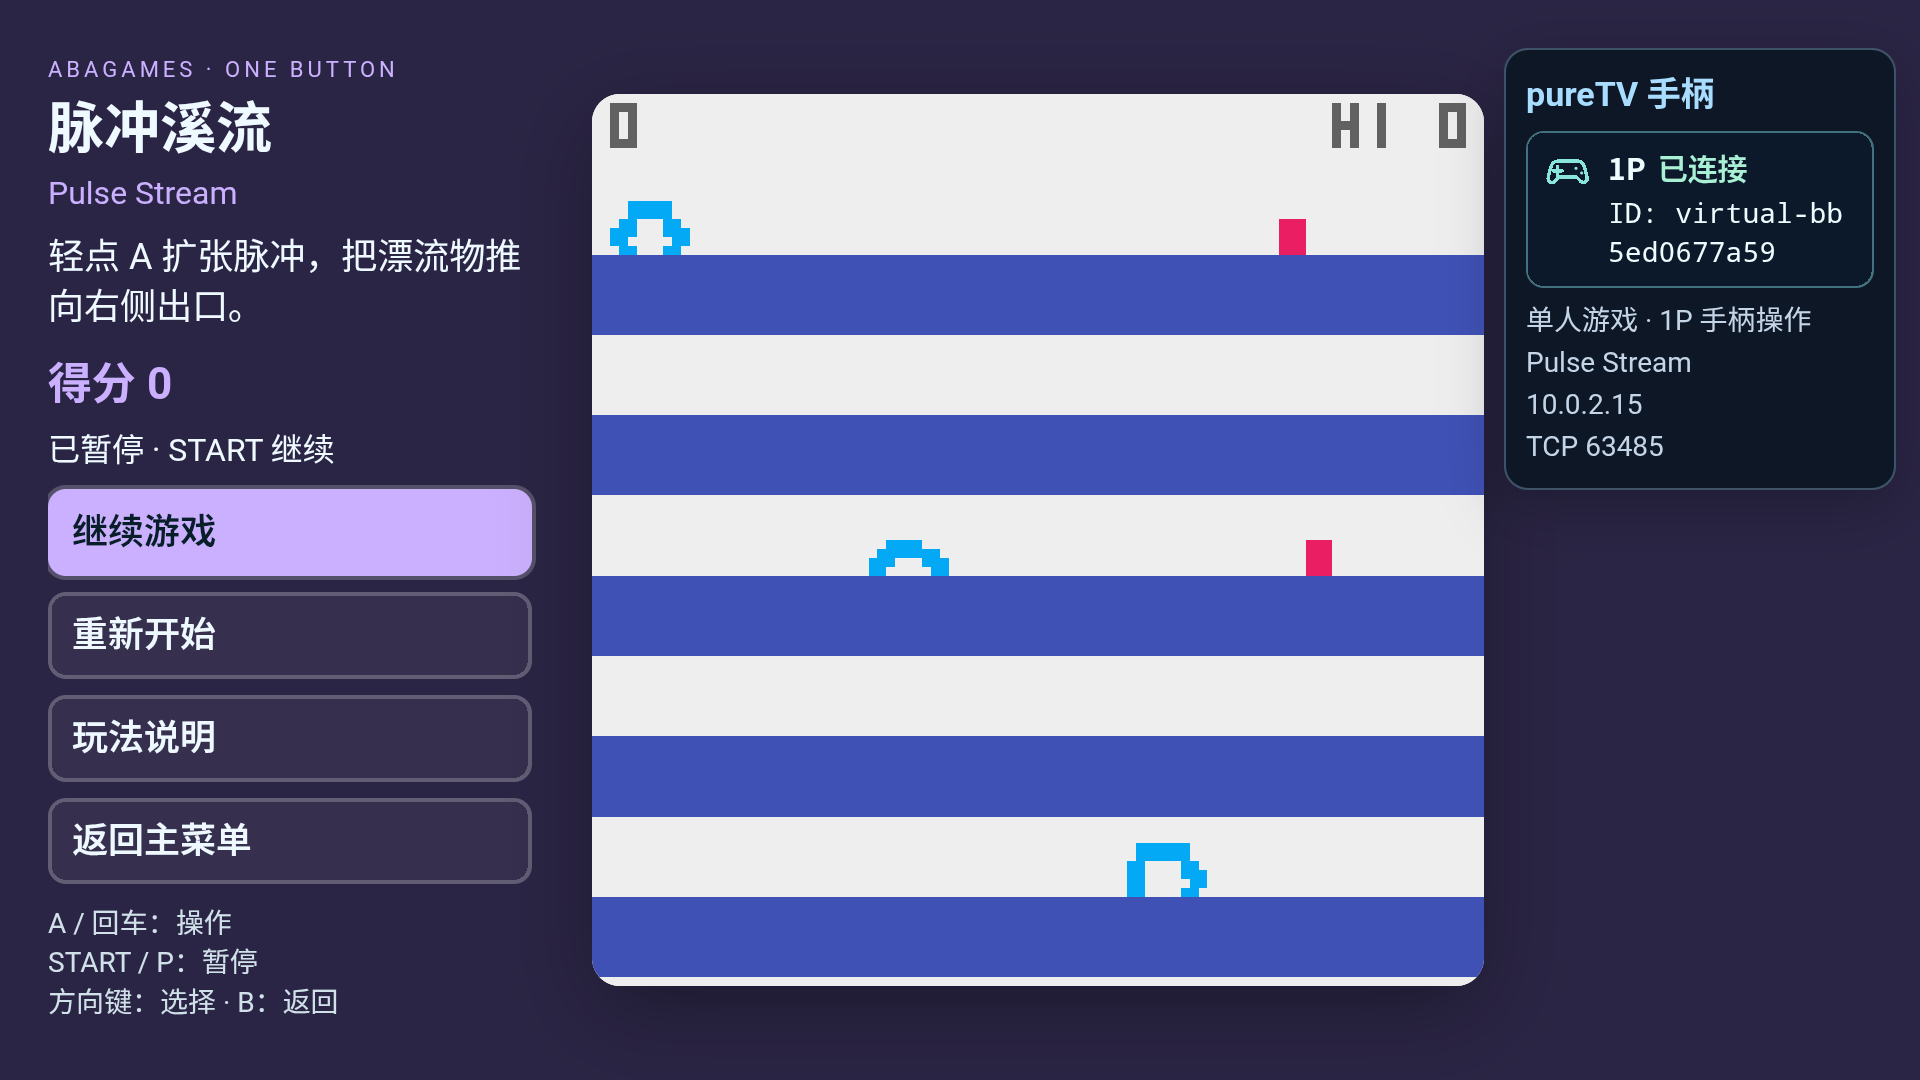 ABAGAMES · ONE BUTTON
脉冲溪流
Pulse Stream
轻点 A 扩张脉冲，把漂流物推
向右侧出口。
得分 0
已暂停 · START 继续
继续游戏
重新开始
玩法说明
返回主菜单
A / 回车：操作
START / P：暂停
方向键：选择 · B：返回
0
HI 0
pureTV 手柄
1P 已连接
ID: virtual-bb
5ed0677a59
单人游戏 · 1P 手柄操作
Pulse Stream
10.0.2.15
TCP 63485